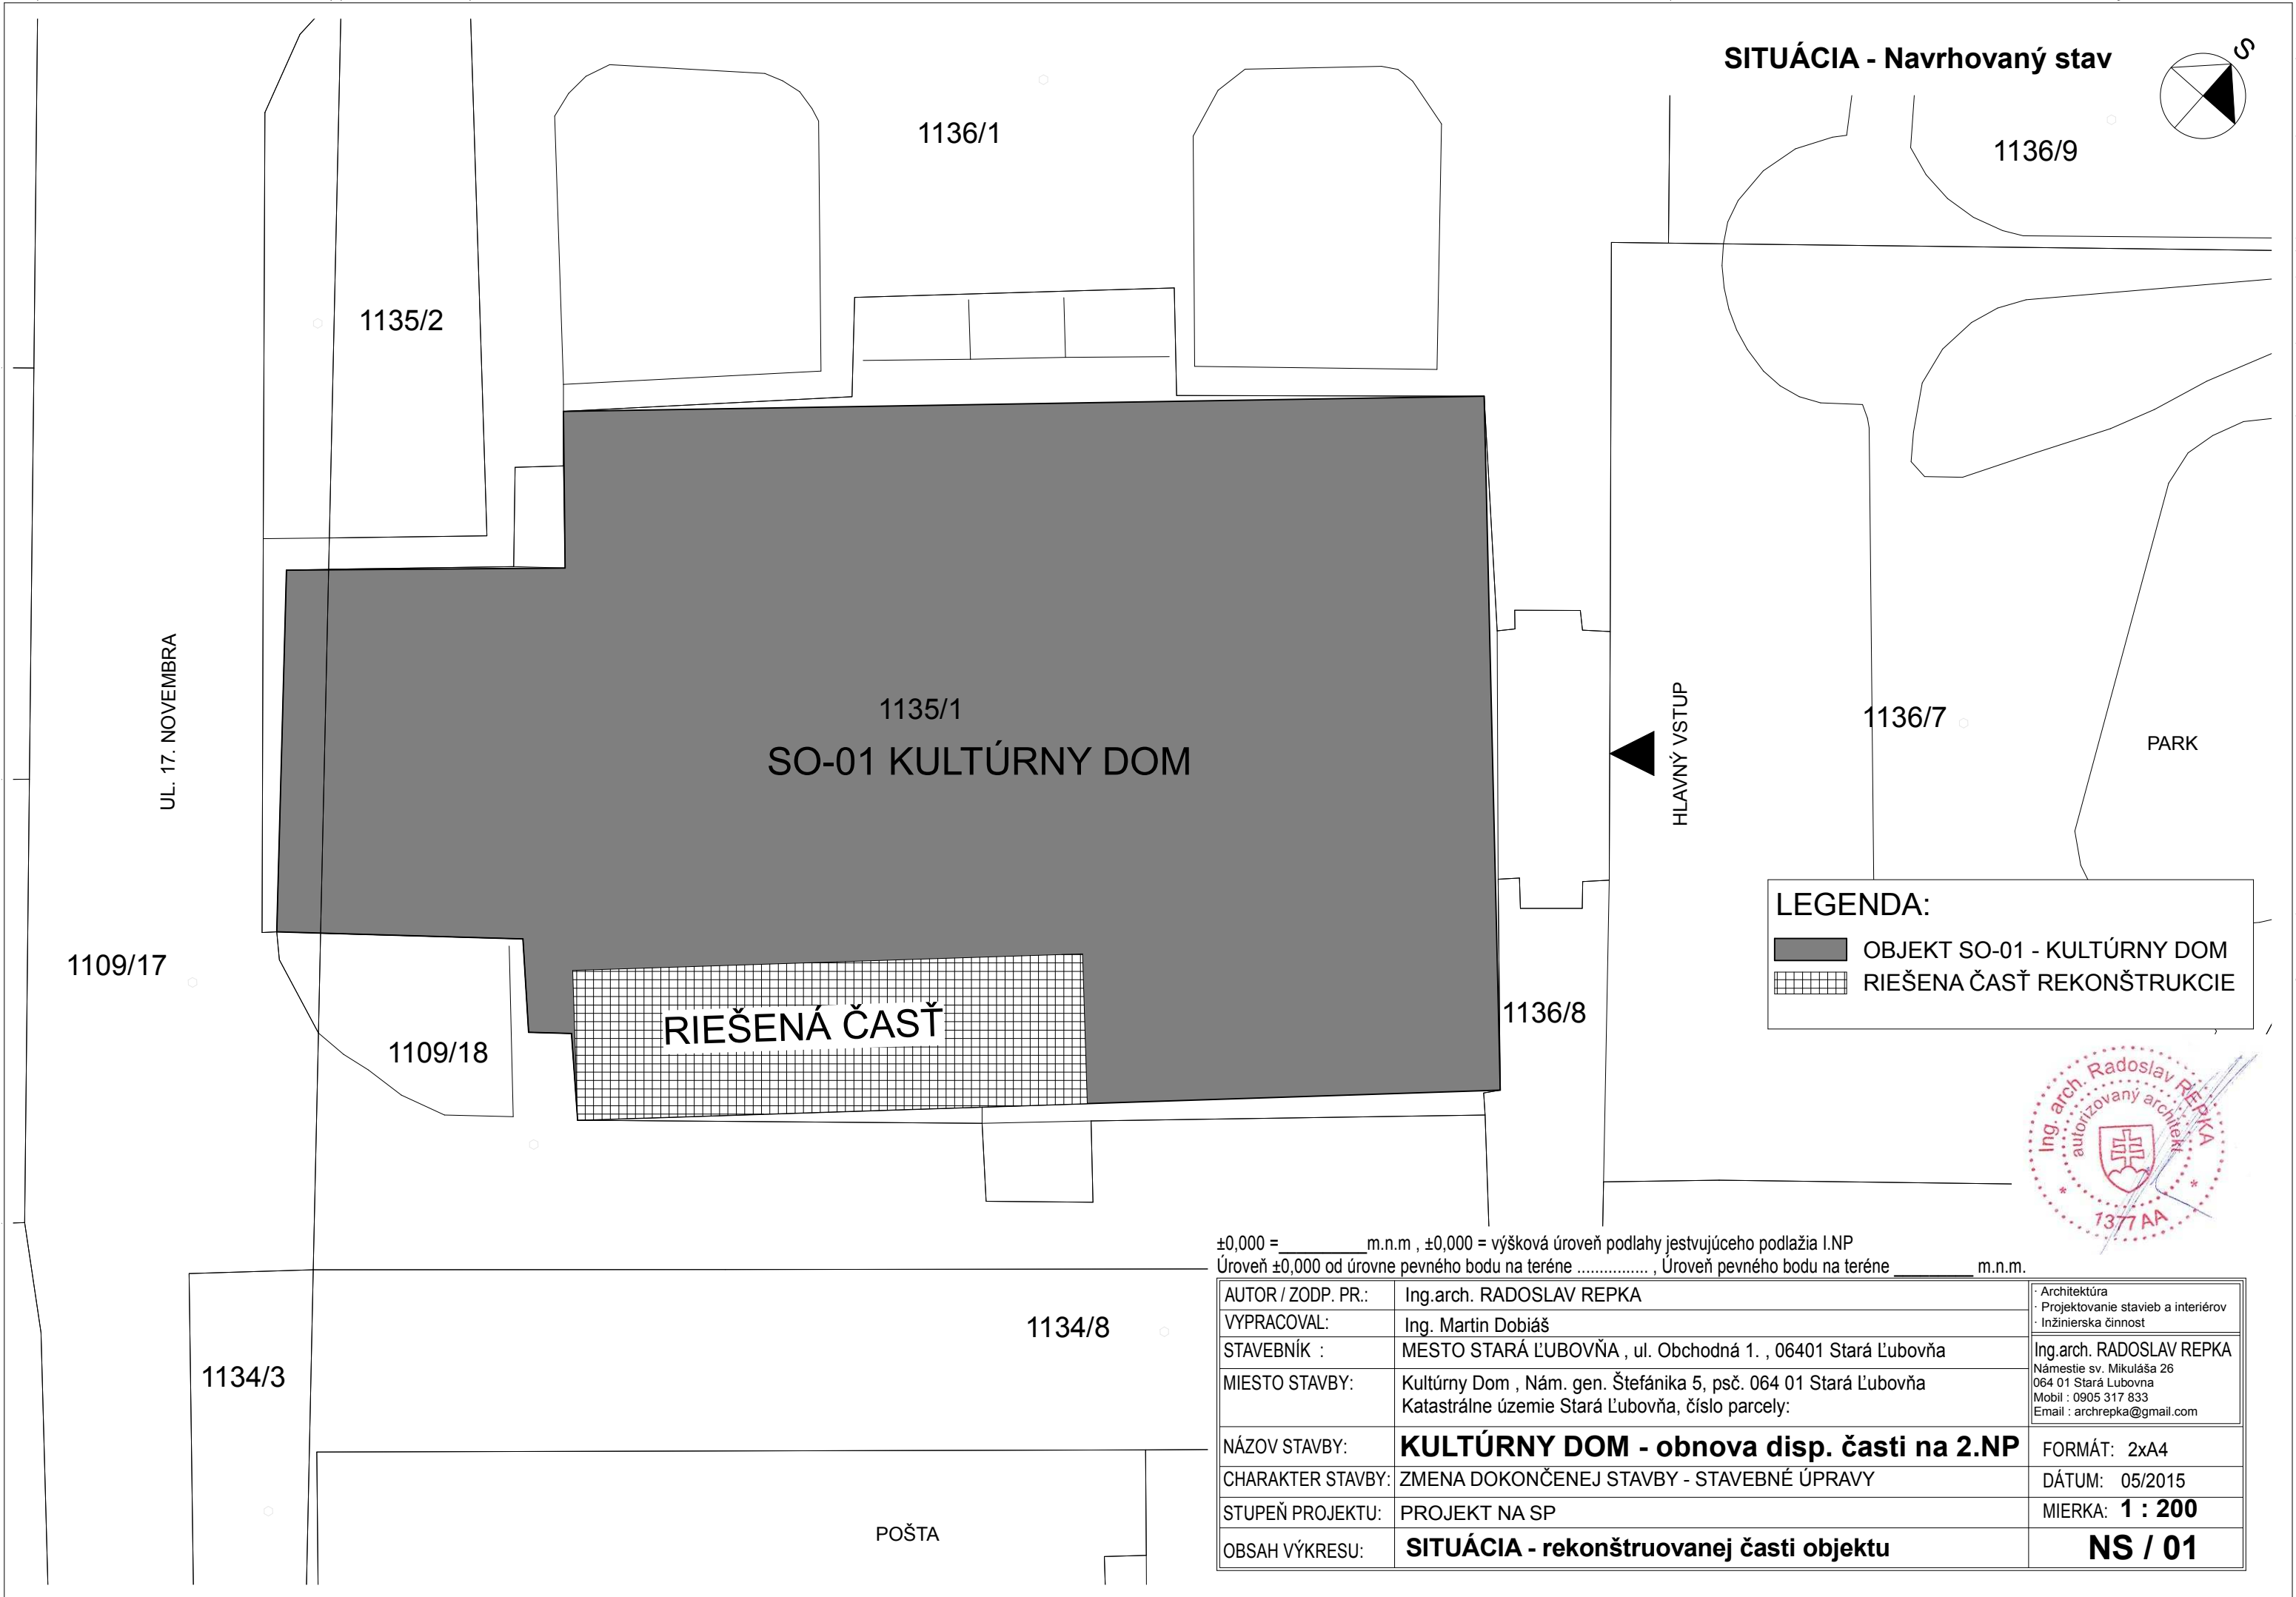 SITUÁCIA - Navrhovaný stav
S
1136/1
1136/9
1135/2
UL. 17. NOVEMBRA
1135/1
SO-01 KULTÚRNY DOM
HLAVNÝ VSTUP
1136/7
PARK
LEGENDA:
OBJEKT SO-01 - KULTÚRNY DOM
RIEŠENA ČASŤ REKONŠTRUKCIE
1109/17
RIEŠENÁ ČASŤ
1136/8
1109/18
Ing. arch. Radoslav REPKA
autorizovaný architekt
* 1377 AA *
±0,000 =__________m.n.m , ±0,000 = výšková úroveň podlahy jestvujúceho podlažia I.NP
Úroveň ±0,000 od úrovne pevného bodu na teréne ................ , Úroveň pevného bodu na teréne _________ m.n.m.
1134/8
1134/3
POŠTA
AUTOR / ZODP. PR.: Ing.arch. RADOSLAV REPKA
VYPRACOVAL: Ing. Martin Dobiáš
STAVEBNÍK : MESTO STARÁ ĽUBOVŇA , ul. Obchodná 1. , 06401 Stará Ľubovňa
MIESTO STAVBY: Kultúrny Dom , Nám. gen. Štefánika 5, psč. 064 01 Stará Ľubovňa
Katastrálne územie Stará Ľubovňa, číslo parcely:
NÁZOV STAVBY: KULTÚRNY DOM - obnova disp. časti na 2.NP
CHARAKTER STAVBY: ZMENA DOKONČENEJ STAVBY - STAVEBNÉ ÚPRAVY
STUPEŇ PROJEKTU: PROJEKT NA SP
OBSAH VÝKRESU: SITUÁCIA - rekonštruovanej časti objektu
· Architektúra
· Projektovanie stavieb a interiérov
· Inžinierska činnost
Ing.arch. RADOSLAV REPKA
Námestie sv. Mikuláša 26
064 01 Stará Lubovna
Mobil : 0905 317 833
Email : archrepka@gmail.com
FORMÁT: 2xA4
DÁTUM: 05/2015
MIERKA: 1 : 200
NS / 01